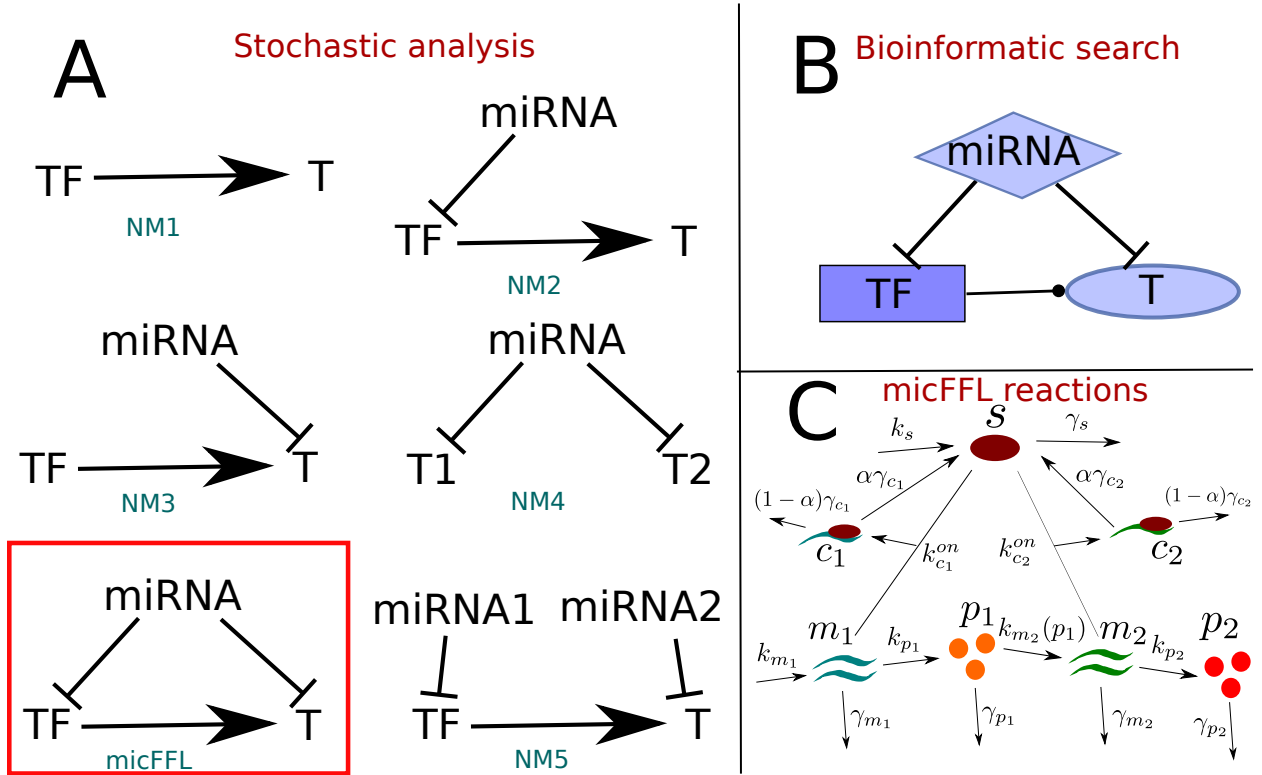 A
Stochastic analysis
TF
T
NM1
miRNA
TF
T
NM2
miRNA
TF
T
NM3
miRNA
T1
T2
NM4
miRNA
TF
T
micFFL
miRNA1 miRNA2
TF
T
NM5
B
Bioinformatic search
miRNA
TF
T
C
micFFL reactions
s
k_s
γ_s
αγ_{c_1}
αγ_{c_2}
(1 − α)γ_{c_1}
(1 − α)γ_{c_2}
c_1
k_{c_1}^{on}
k_{c_2}^{on}
c_2
m_1
p_1
m_2
p_2
k_{m_1}
k_{p_1}
k_{m_2}(p_1)
k_{p_2}
γ_{m_1}
γ_{p_1}
γ_{m_2}
γ_{p_2}